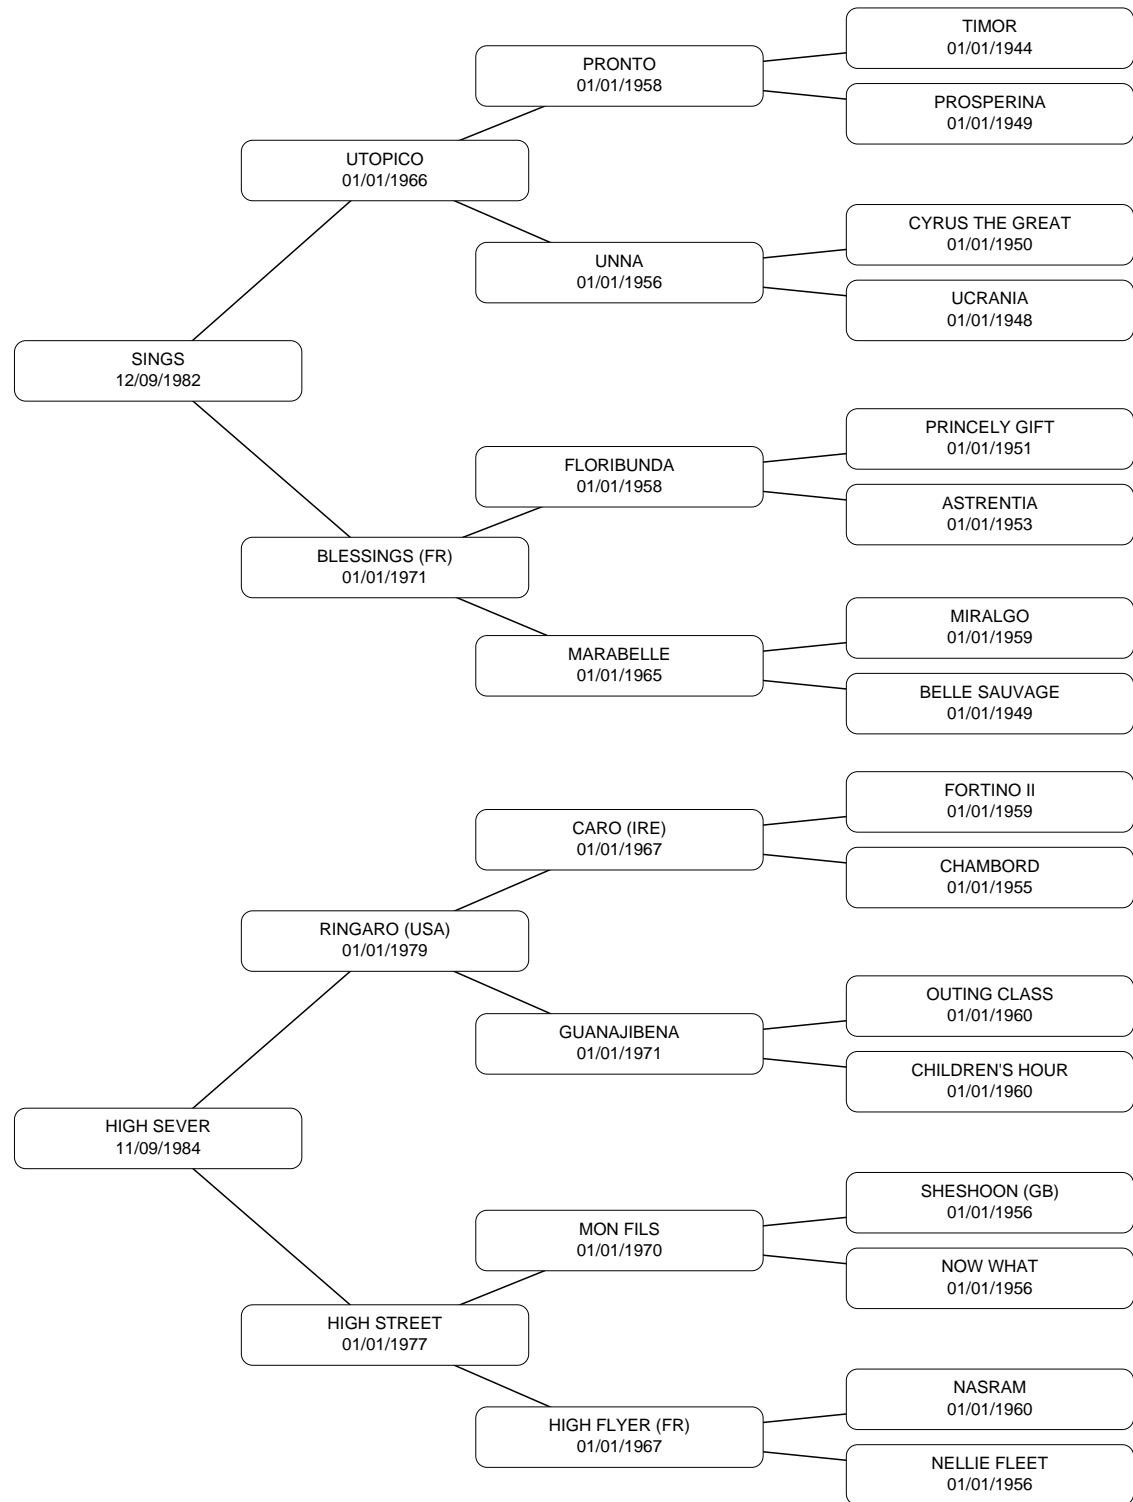 TIMOR
01/01/1944
PRONTO
01/01/1958
PROSPERINA
01/01/1949
UTOPICO
01/01/1966
CYRUS THE GREAT
01/01/1950
UNNA
01/01/1956
UCRANIA
01/01/1948
SINGS
12/09/1982
PRINCELY GIFT
01/01/1951
FLORIBUNDA
01/01/1958
ASTRENTIA
01/01/1953
BLESSINGS (FR)
01/01/1971
MIRALGO
01/01/1959
MARABELLE
01/01/1965
BELLE SAUVAGE
01/01/1949
FORTINO II
01/01/1959
CARO (IRE)
01/01/1967
CHAMBORD
01/01/1955
RINGARO (USA)
01/01/1979
OUTING CLASS
01/01/1960
GUANAJIBENA
01/01/1971
CHILDREN'S HOUR
01/01/1960
HIGH SEVER
11/09/1984
SHESHOON (GB)
01/01/1956
MON FILS
01/01/1970
NOW WHAT
01/01/1956
HIGH STREET
01/01/1977
NASRAM
01/01/1960
HIGH FLYER (FR)
01/01/1967
NELLIE FLEET
01/01/1956